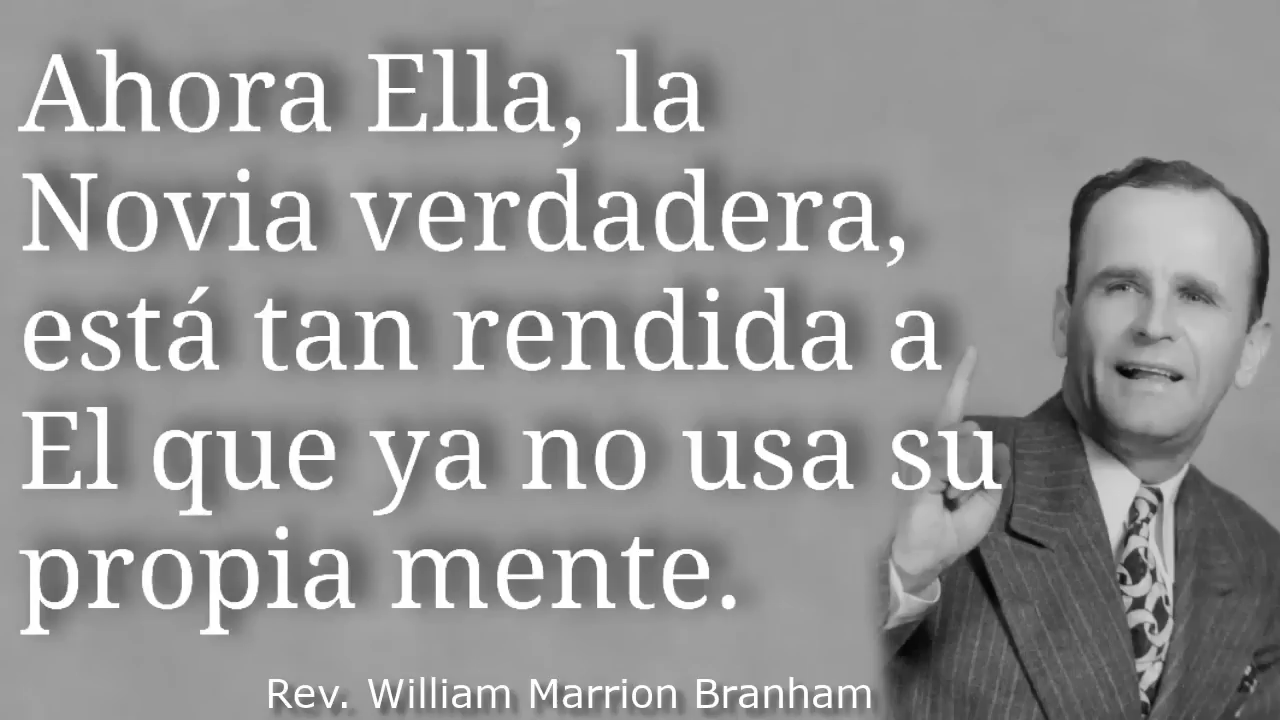 Ahora Ella, la
Novia verdadera,
está tan rendida a
El que ya no usa su
propia mente.
Rev. William Marrion Branham